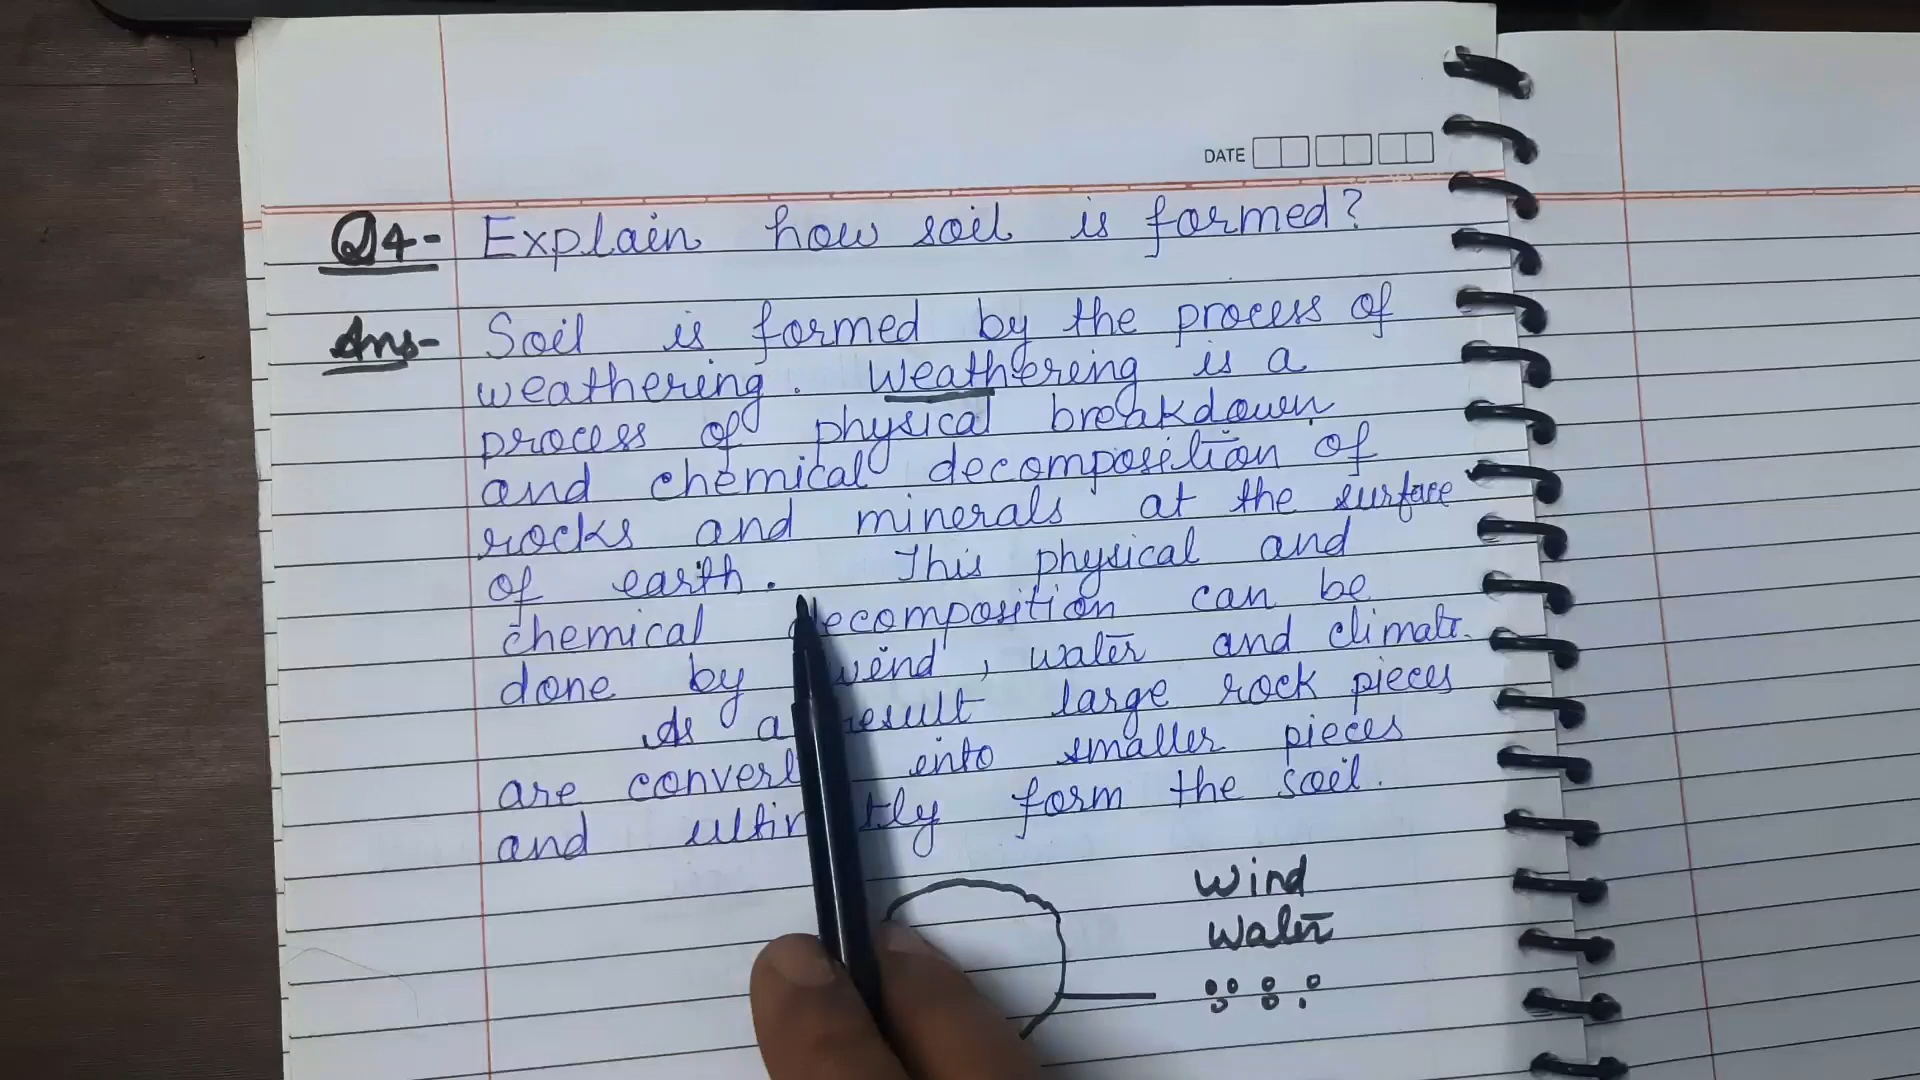 DATE
Q4- Explain how soil is formed?
Ans- Soil is formed by the process of
weathering. Weathering is a
process of physical breakdown
and chemical decomposition of
rocks and minerals at the surface
of earth. This physical and
chemical decomposition can be
done by wind, water and climate.
As a result large rock pieces
are into smaller pieces
and form the soil.
Wind
Water